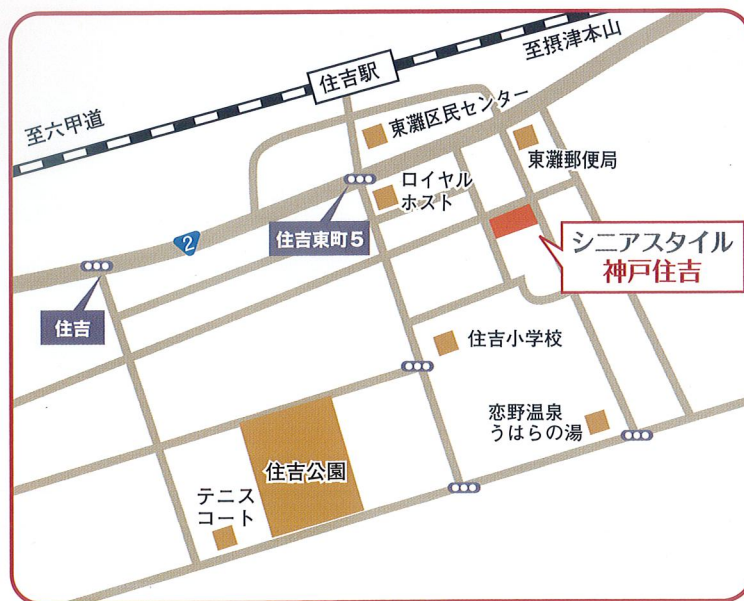 至摂津本山
住吉駅
至六甲道
東灘区民センター
東灘郵便局
ロイヤル
ホスト
住吉東町5
2
シニアスタイル
神戸住吉
住吉
住吉小学校
恋野温泉
うはらの湯
住吉公園
テニス
コート